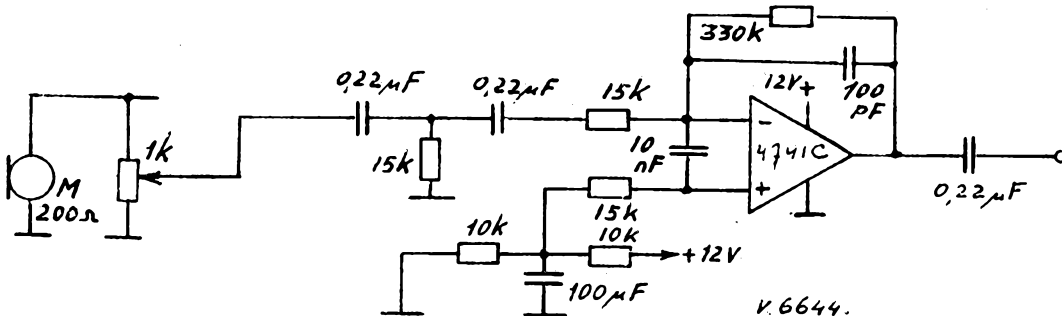 330k
0,22µF
0,22µF
15k
12V+
100
PF
1k
15k
10
nF
-
4741C
+
M
200Ω
15k
0,22µF
10k
10k
+12V
100µF
V.6644.